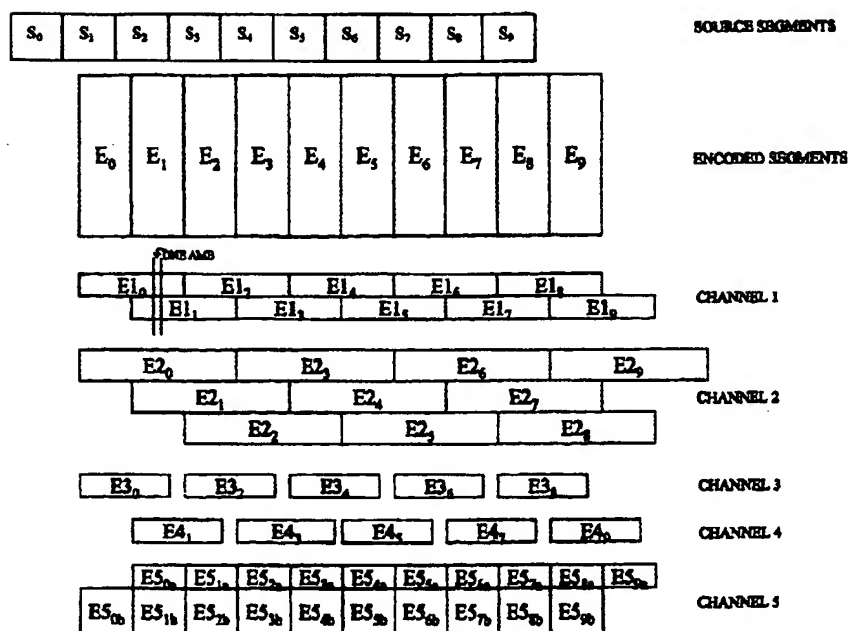 S0 S1 S2 S3 S4 S5 S6 S7 S8 S9 SOURCE SEGMENTS
E0 E1 E2 E3 E4 E5 E6 E7 E8 E9 ENCODED SEGMENTS
ONE AMB
E10 E12 E14 E16 E18
CHANNEL 1
E11 E13 E15 E17 E19
E20 E23 E26 E29
E21 E24 E27 CHANNEL 2
E22 E25 E28
E30 E32 E34 E36 E38 CHANNEL 3
E41 E43 E45 E47 E49 CHANNEL 4
E50a E51a E52a E53a E54a E55a E56a E57a E58a E59a
CHANNEL 5
E50b E51b E52b E53b E54b E55b E56b E57b E58b E59b